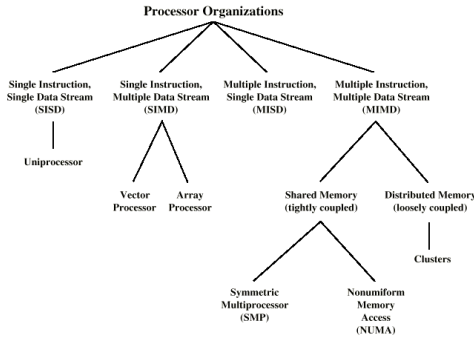 Processor Organizations
Single Instruction,
Single Data Stream
(SISD)
Single Instruction,
Multiple Data Stream
(SIMD)
Multiple Instruction,
Single Data Stream
(MISD)
Multiple Instruction,
Multiple Data Stream
(MIMD)
Uniprocessor
Vector
Processor
Array
Processor
Shared Memory
(tightly coupled)
Distributed Memory
(loosely coupled)
Clusters
Symmetric
Multiprocessor
(SMP)
Nonumiform
Memory
Access
(NUMA)